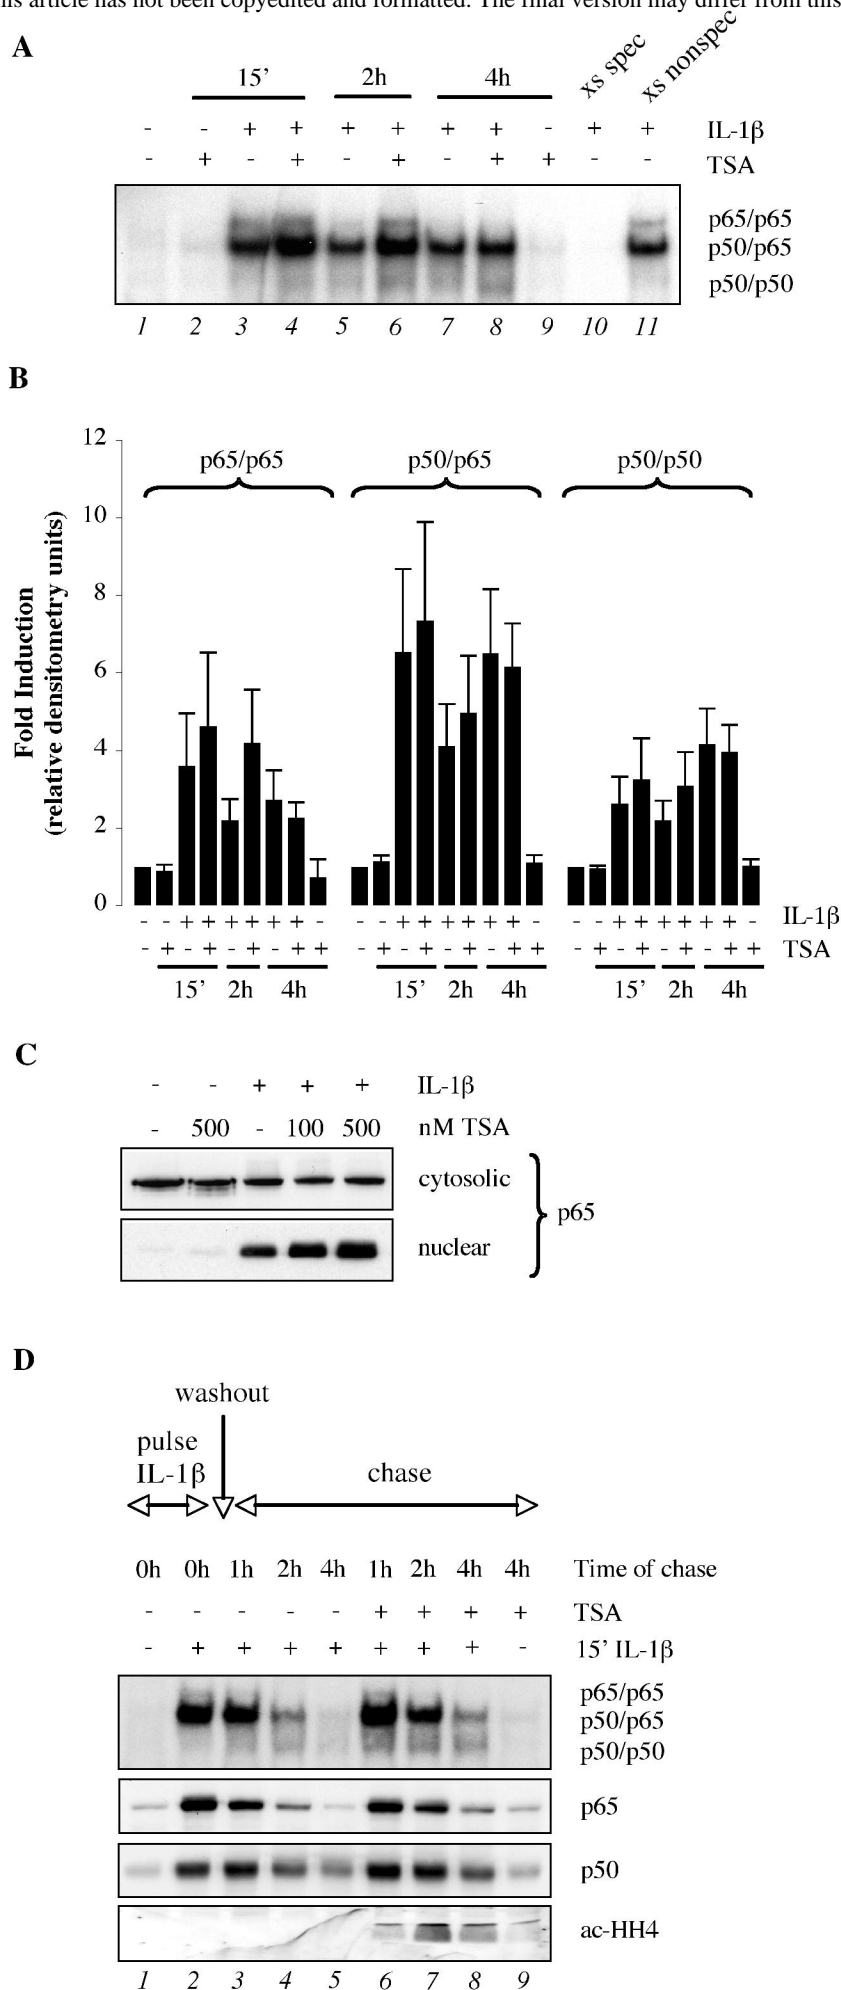 is article has not been copyedited and formatted. The final version may differ from this
A
15’ 2h 4h xs spec xs nonspec
- - + + + + + + - + + IL-1β
- + - + - + - + + - - TSA
p65/p65
p50/p65
p50/p50
1 2 3 4 5 6 7 8 9 10 11
B
Fold Induction
(relative densitometry units)
12
10
8
6
4
2
0
p65/p65 p50/p65 p50/p50
- - + + + + + + - - - + + + + + + - - - + + + + + + - IL-1β
- + - + - + - + + - + - + - + - + + - + - + - + - + + TSA
15’ 2h 4h 15’ 2h 4h 15’ 2h 4h
C
- - + + + IL-1β
- 500 - 100 500 nM TSA
cytosolic
nuclear
p65
D
washout
pulse
IL-1β chase
0h 0h 1h 2h 4h 1h 2h 4h 4h Time of chase
- - - - - + + + + TSA
- + + + + + + + - 15’ IL-1β
p65/p65
p50/p65
p50/p50
p65
p50
ac-HH4
1 2 3 4 5 6 7 8 9